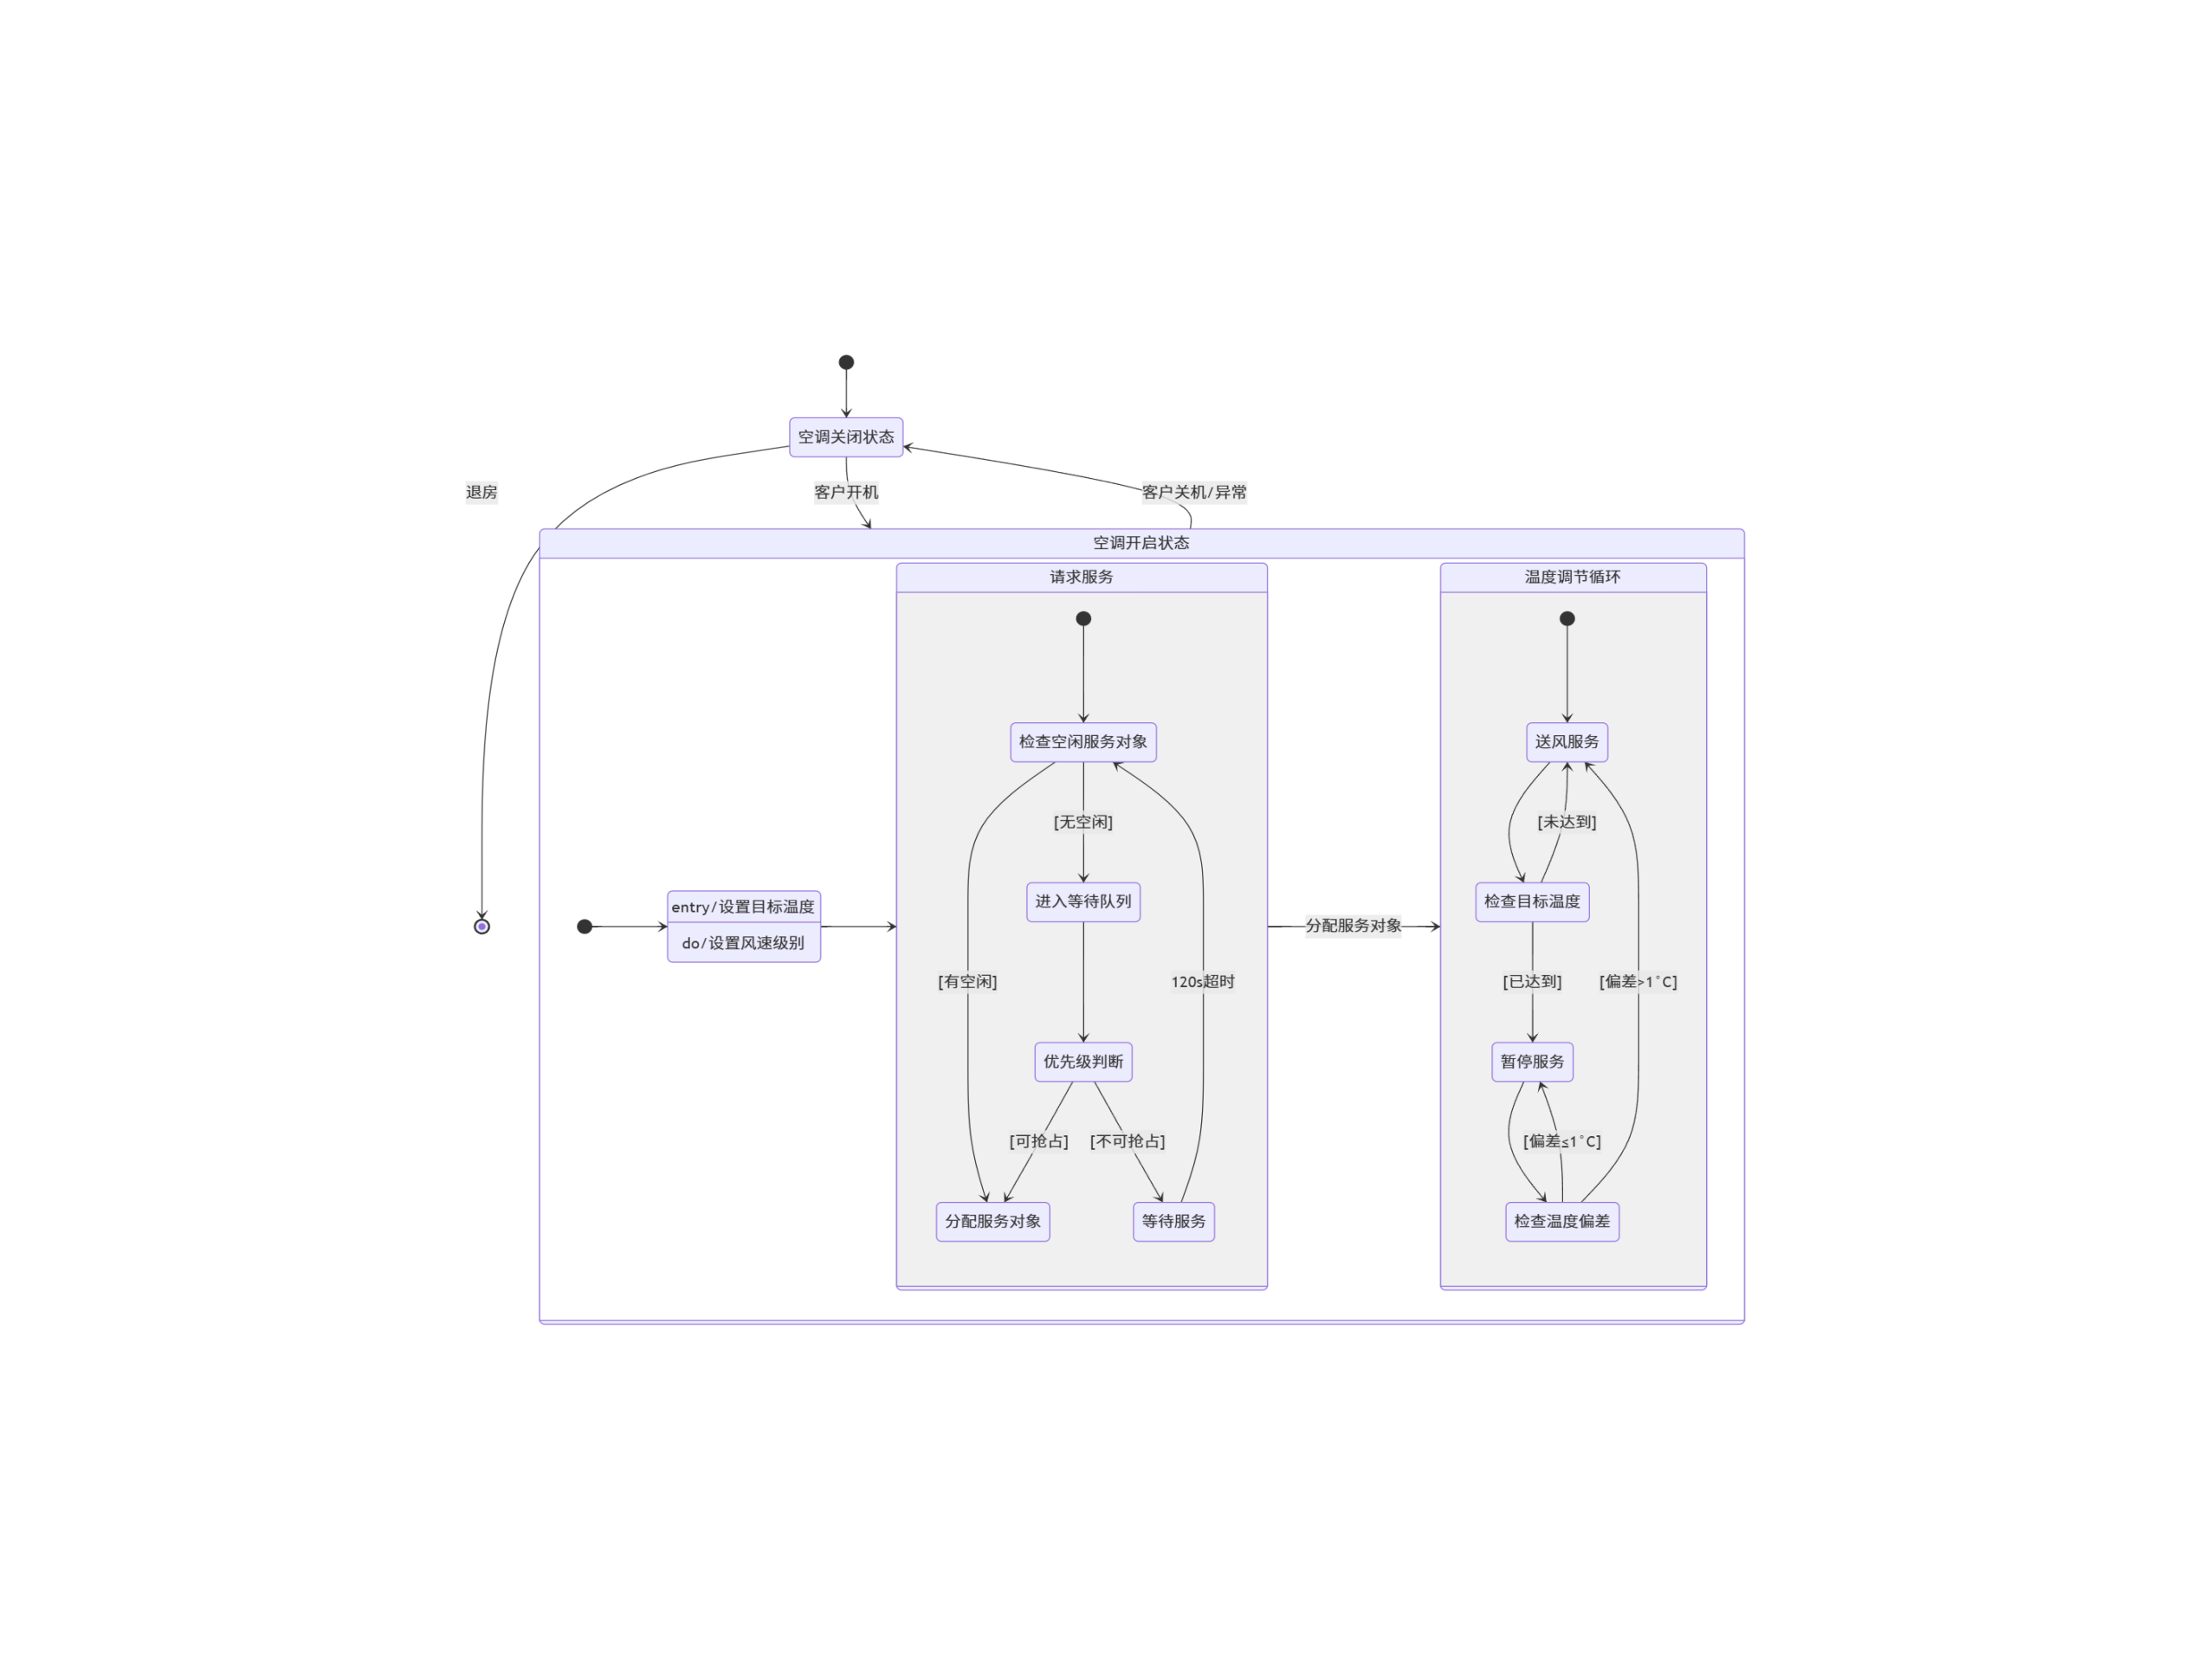 空调关闭状态
退房
客户开机
客户关机/异常
空调开启状态
请求服务
温度调节循环
检查空闲服务对象
送风服务
[无空闲]
[未达到]
进入等待队列
检查目标温度
entry/设置目标温度
do/设置风速级别
分配服务对象
[有空闲]
120s超时
[已达到]
[偏差>1°C]
优先级判断
暂停服务
[可抢占]
[不可抢占]
[偏差≤1°C]
分配服务对象
等待服务
检查温度偏差